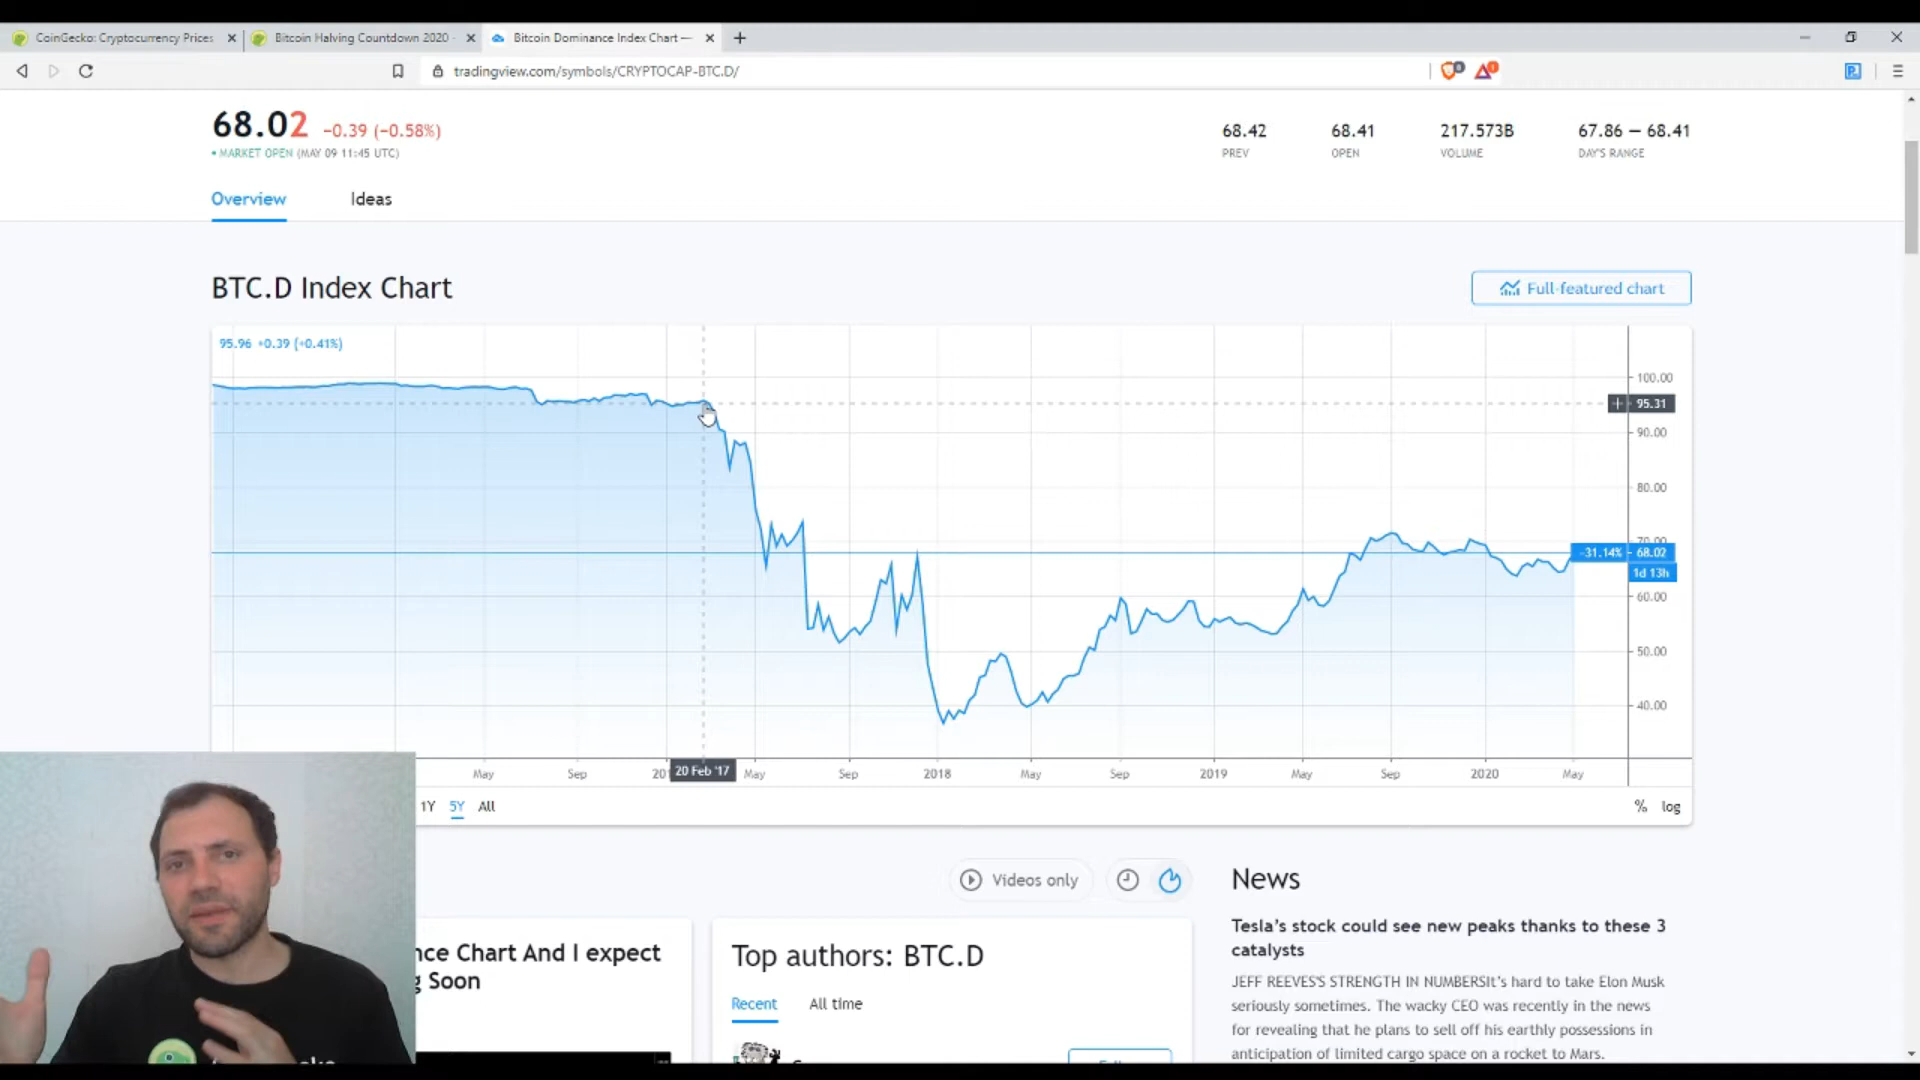 CoinGecko: Cryptocurrency Prices
Bitcoin Halving Countdown 2020 -
Bitcoin Dominance Index Chart —
tradingview.com/symbols/CRYPTOCAP-BTC.D/
68.02 −0.39 (−0.58%)
MARKET OPEN (MAY 09 11:45 UTC)
68.42 68.41 217.573B 67.86 — 68.41
PREV OPEN VOLUME DAY'S RANGE
Overview Ideas
BTC.D Index Chart
Full-featured chart
95.96 +0.39 (+0.41%)
100.00
95.31
90.00
80.00
70.00
-31.14% 68.02
1d 13h
60.00
50.00
40.00
May Sep 201 20 Feb '17 May Sep 2018 May Sep 2019 May Sep 2020 May
1Y 5Y All % log
Videos only
News
Tesla's stock could see new peaks thanks to these 3
catalysts
JEFF REEVES'S STRENGTH IN NUMBERSIt's hard to take Elon Musk
seriously sometimes. The wacky CEO was recently in the news
for revealing that he plans to sell off his earthly possessions in
anticipation of limited cargo space on a rocket to Mars.
nce Chart And I expect
g Soon
Top authors: BTC.D
Recent All time